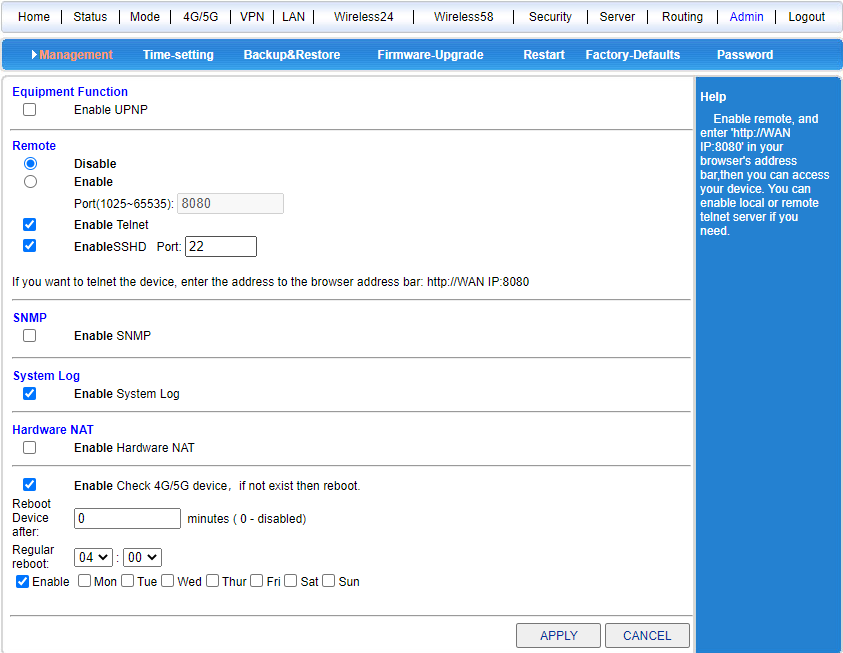 Home | Status | Mode | 4G/5G | VPN | LAN | Wireless24 | Wireless58 | Security | Server | Routing | Admin | Logout
Management Time-setting Backup&Restore Firmware-Upgrade Restart Factory-Defaults Password
Equipment Function
Enable UPNP
Remote
Disable
Enable
Port(1025~65535): 8080
Enable Telnet
EnableSSHD Port: 22
If you want to telnet the device, enter the address to the browser address bar: http://WAN IP:8080
SNMP
Enable SNMP
System Log
Enable System Log
Hardware NAT
Enable Hardware NAT
Enable Check 4G/5G device，if not exist then reboot.
Reboot
Device
after:
0 minutes ( 0 - disabled)
Regular
reboot:
04 : 00
Enable Mon Tue Wed Thur Fri Sat Sun
APPLY CANCEL
Help
Enable remote, and
enter 'http://WAN
IP:8080' in your
browser's address
bar,then you can access
your device. You can
enable local or remote
telnet server if you
need.